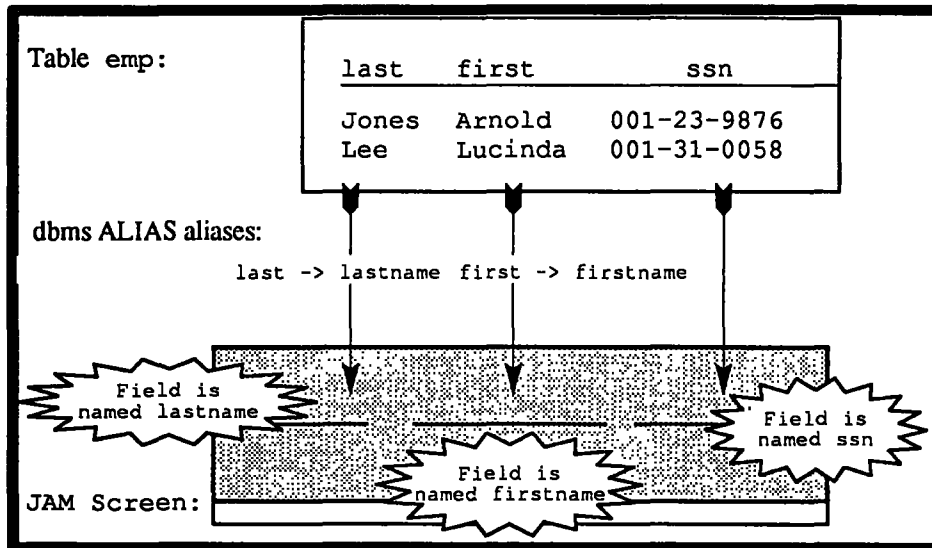 Table emp:
last first ssn
Jones Arnold 001-23-9876
Lee Lucinda 001-31-0058
dbms ALIAS aliases:
last -> lastname first -> firstname
Field is
named lastname
Field is
named ssn
Field is
named firstname
JAM Screen: